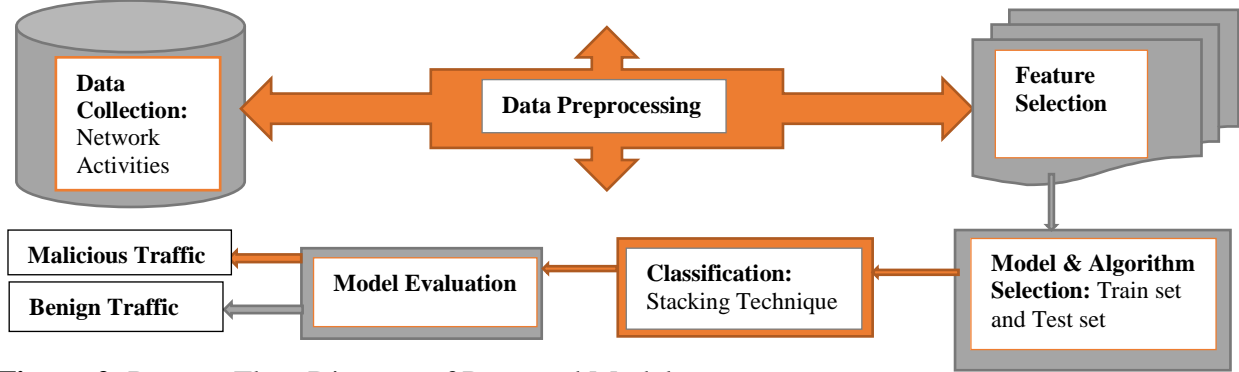 Data
Collection:
Network
Activities
Data Preprocessing
Feature
Selection
Malicious Traffic
Benign Traffic
Model Evaluation
Classification:
Stacking Technique
Model & Algorithm
Selection: Train set
and Test set